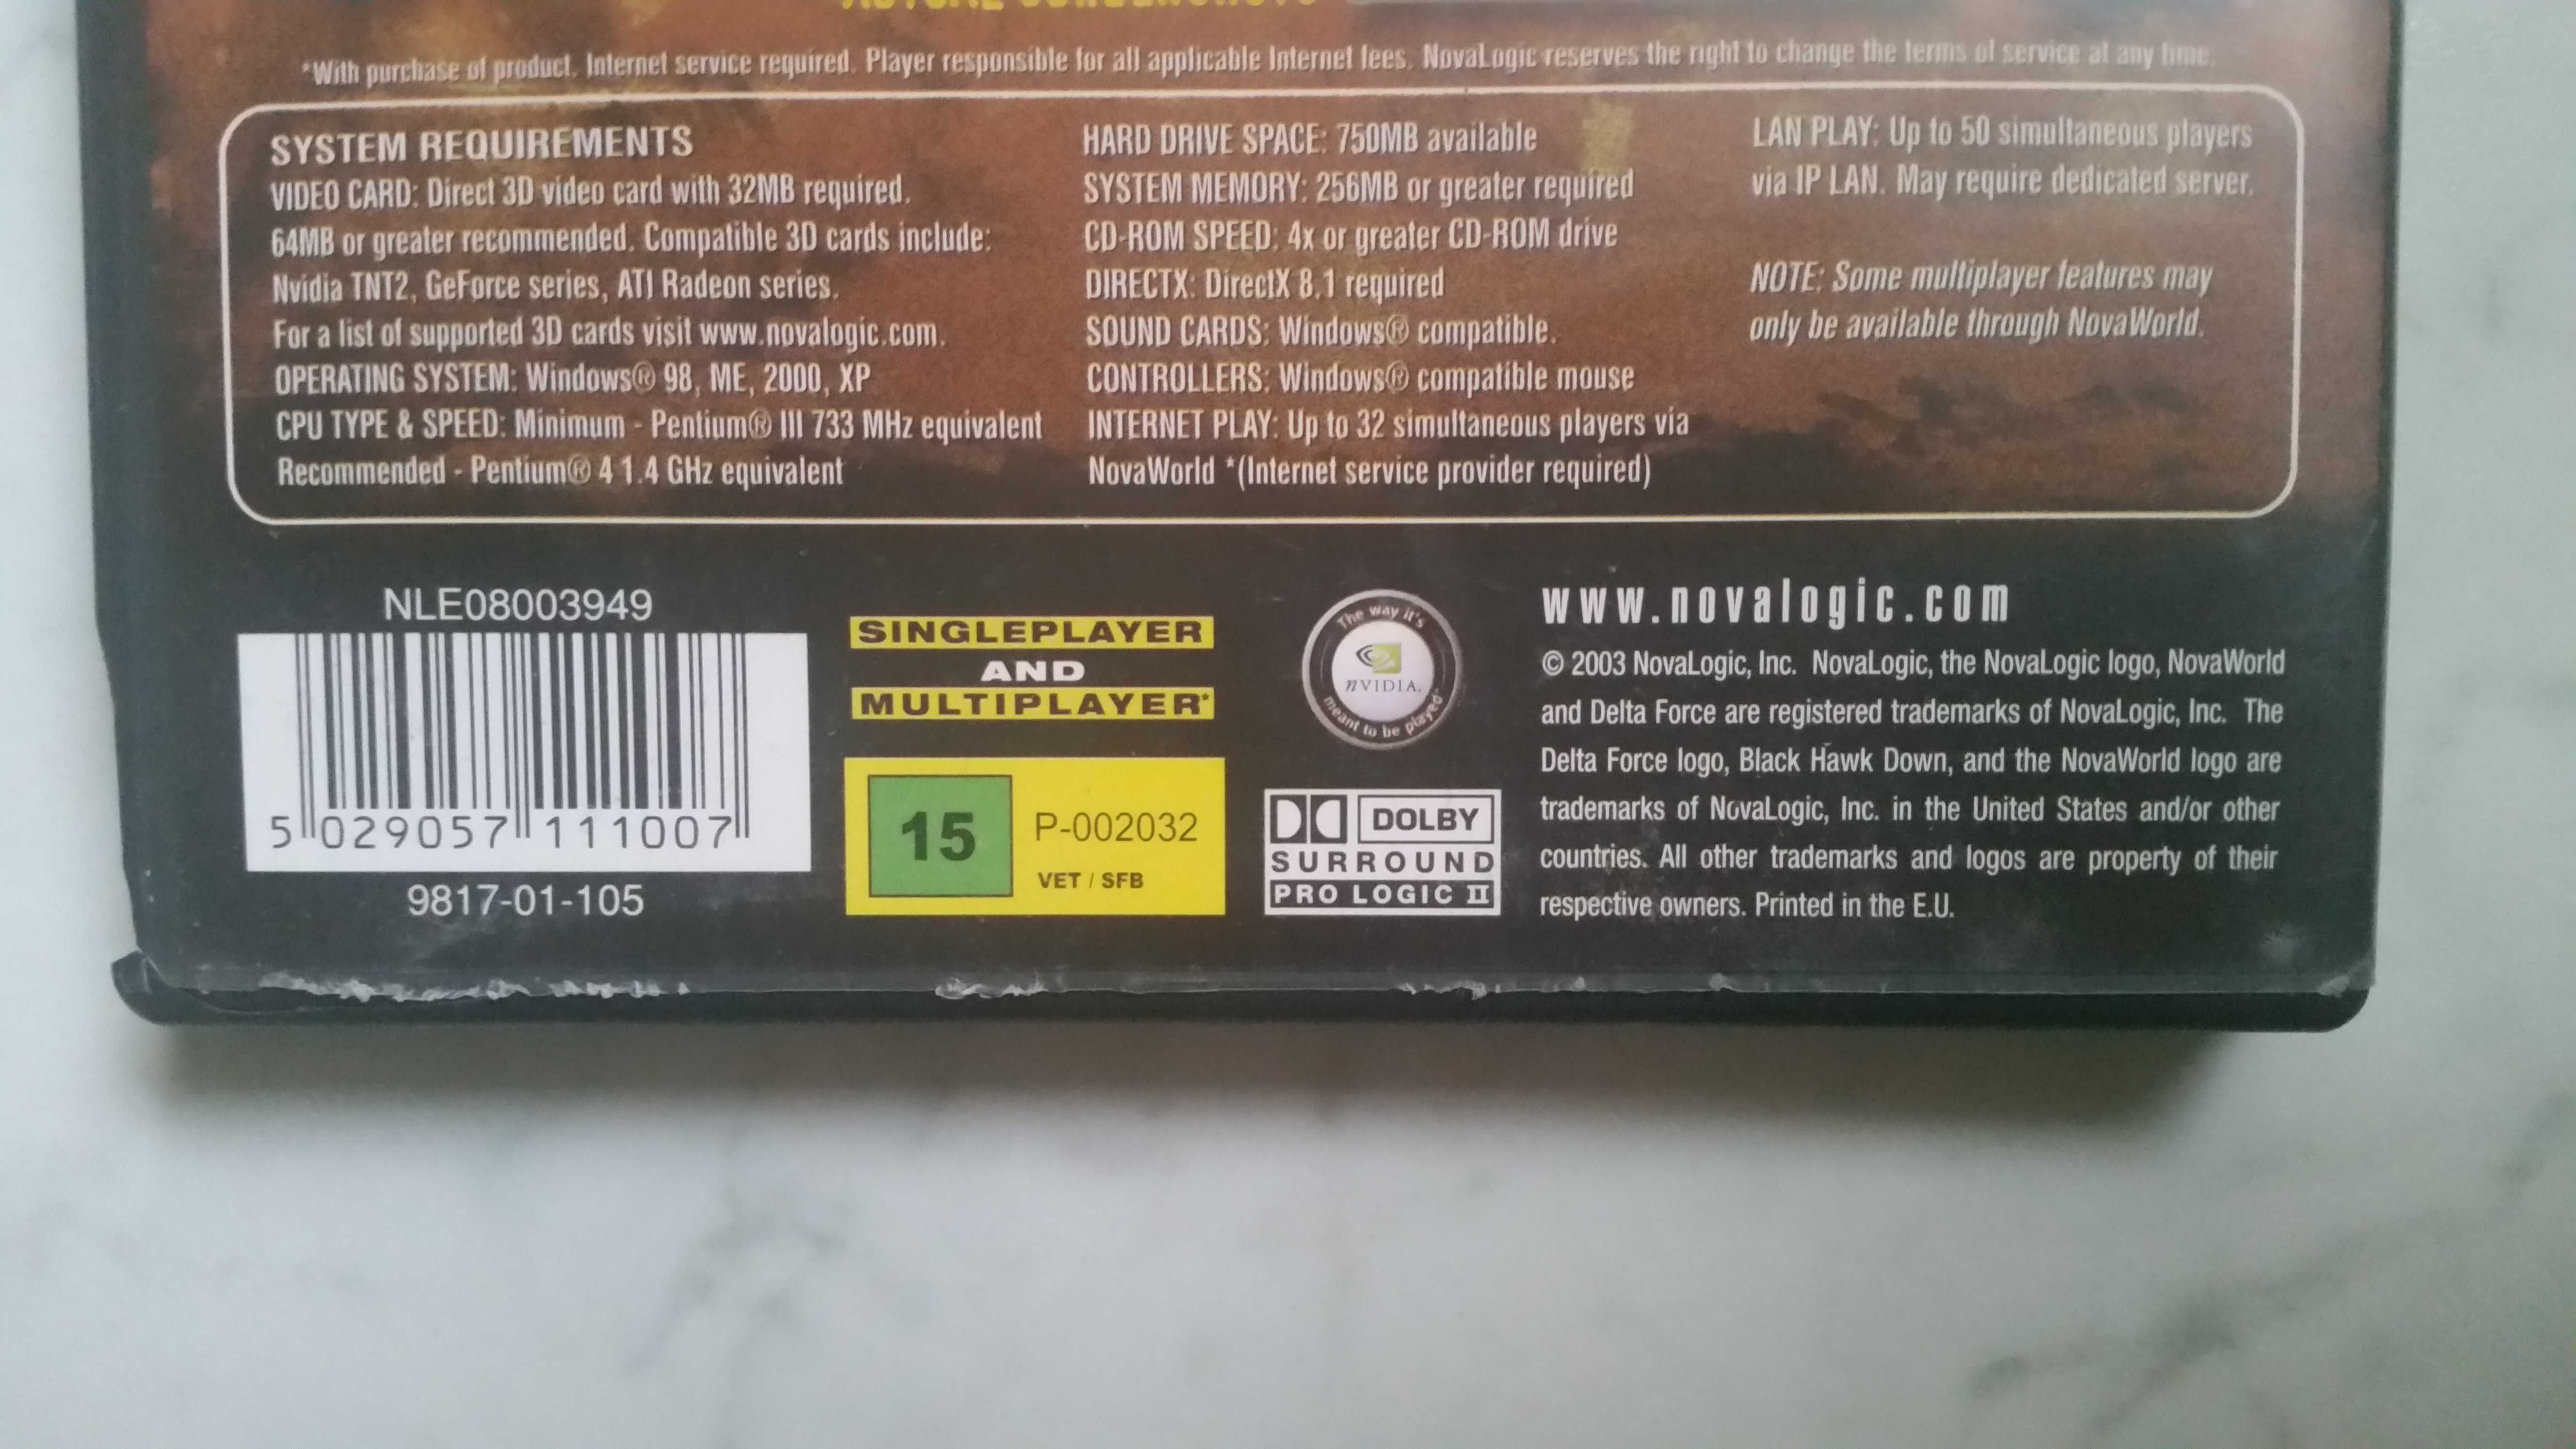 *With purchase of product. Internet service required. Player responsible for all applicable Internet fees. NovaLogic reserves the right to change the terms of service at any time.
SYSTEM REQUIREMENTS
VIDEO CARD: Direct 3D video card with 32MB required.
64MB or greater recommended. Compatible 3D cards include:
Nvidia TNT2, GeForce series, ATI Radeon series.
For a list of supported 3D cards visit www.novalogic.com.
OPERATING SYSTEM: Windows® 98, ME, 2000, XP
CPU TYPE & SPEED: Minimum - Pentium® III 733 MHz equivalent
Recommended - Pentium® 4 1.4 GHz equivalent
HARD DRIVE SPACE: 750MB available
SYSTEM MEMORY: 256MB or greater required
CD-ROM SPEED: 4x or greater CD-ROM drive
DIRECTX: DirectX 8.1 required
SOUND CARDS: Windows® compatible.
CONTROLLERS: Windows® compatible mouse
INTERNET PLAY: Up to 32 simultaneous players via
NovaWorld *(Internet service provider required)
LAN PLAY: Up to 50 simultaneous players
via IP LAN. May require dedicated server.
NOTE: Some multiplayer features may
only be available through NovaWorld.
NLE08003949
5 029057 111007
9817-01-105
SINGLEPLAYER
AND
MULTIPLAYER*
15
P-002032
VET / SFB
The way it's
nVIDIA.
meant to be played
DOLBY
SURROUND
PRO LOGIC II
www.novalogic.com
© 2003 NovaLogic, Inc. NovaLogic, the NovaLogic logo, NovaWorld
and Delta Force are registered trademarks of NovaLogic, Inc. The
Delta Force logo, Black Hawk Down, and the NovaWorld logo are
trademarks of NovaLogic, Inc. in the United States and/or other
countries. All other trademarks and logos are property of their
respective owners. Printed in the E.U.